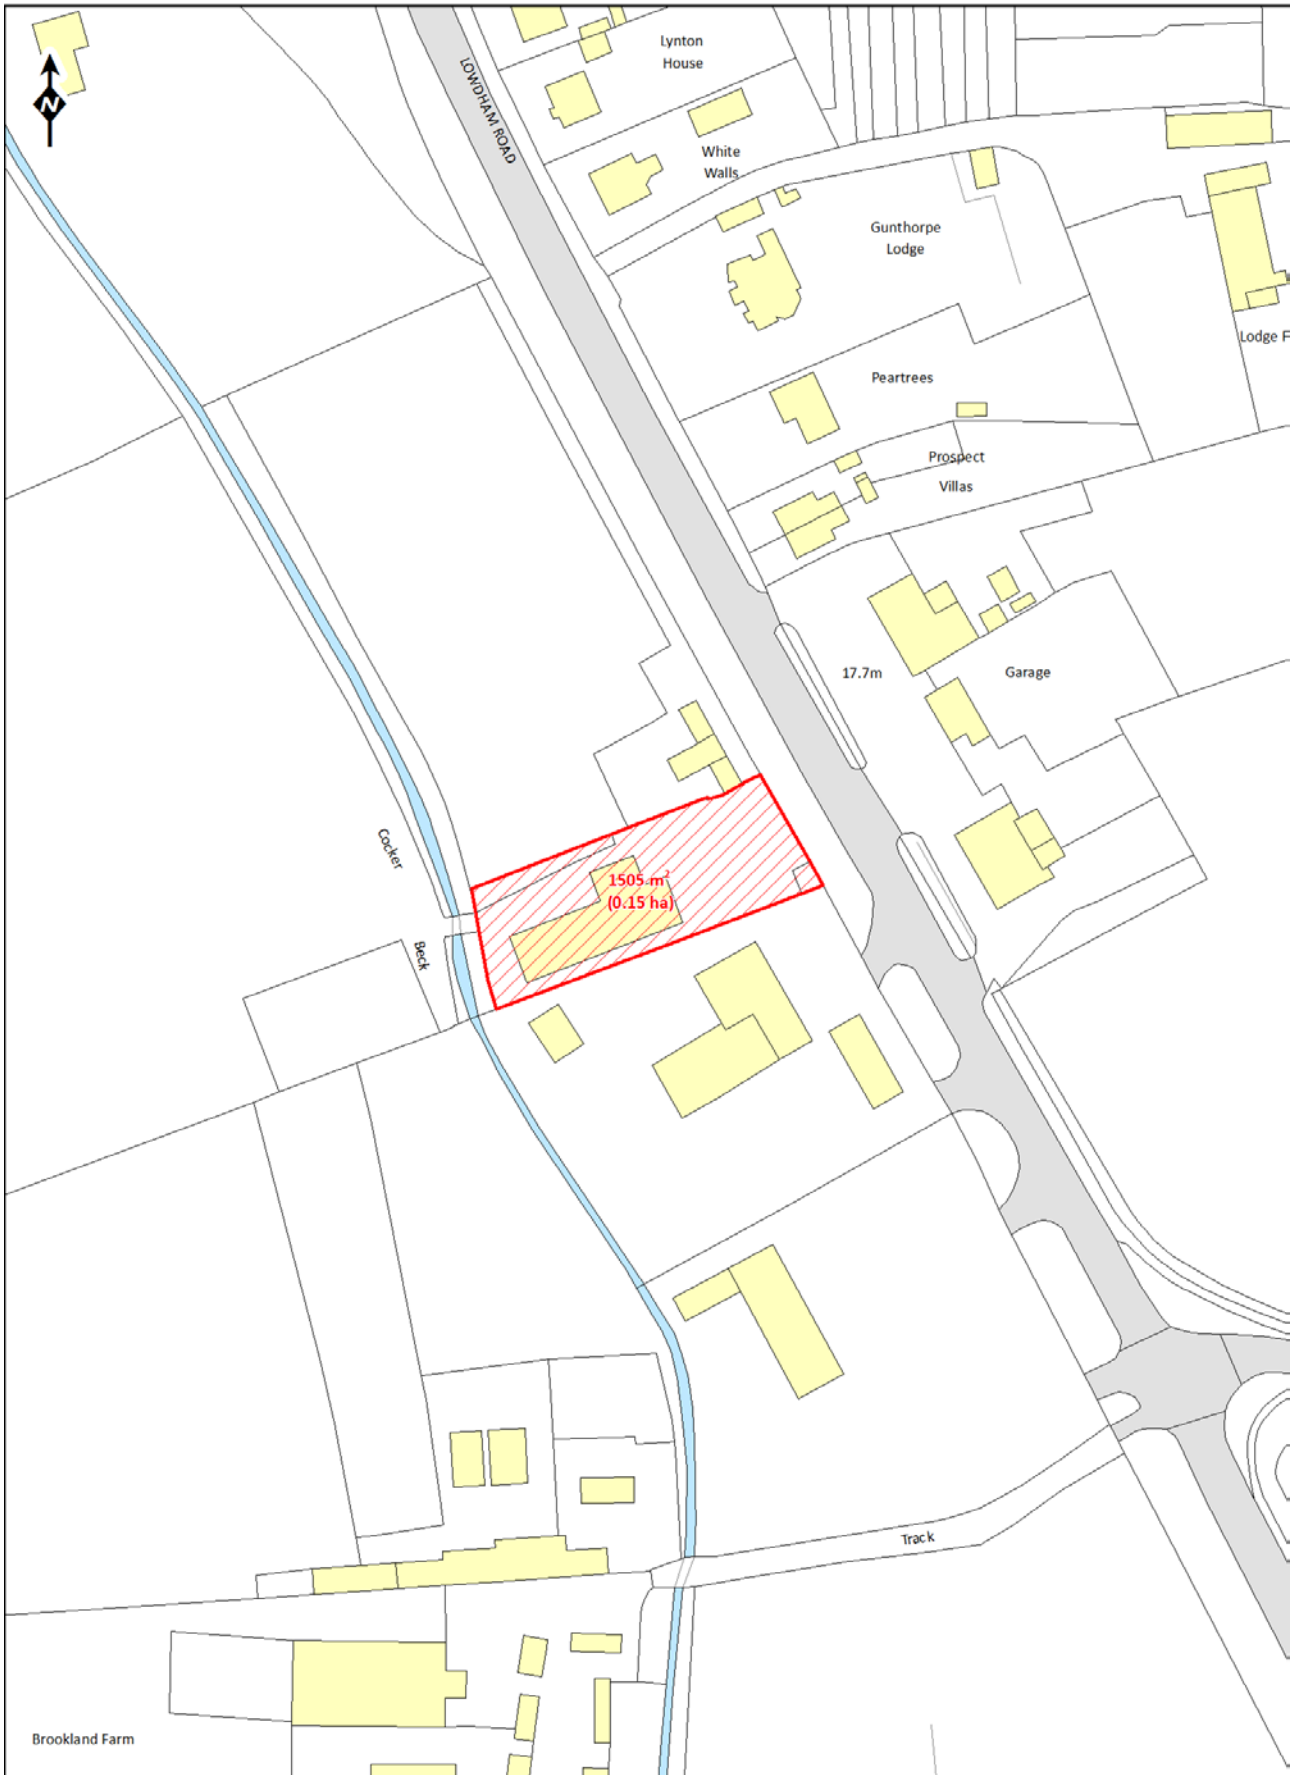 Lynton
House
LOWDHAM ROAD
N
White
Walls
Gunthorpe
Lodge
Lodge F
Peartrees
Prospect
Villas
17.7m
Garage
Cocker
Beck
1505 m²
(0.15 ha)
Track
Brookland Farm